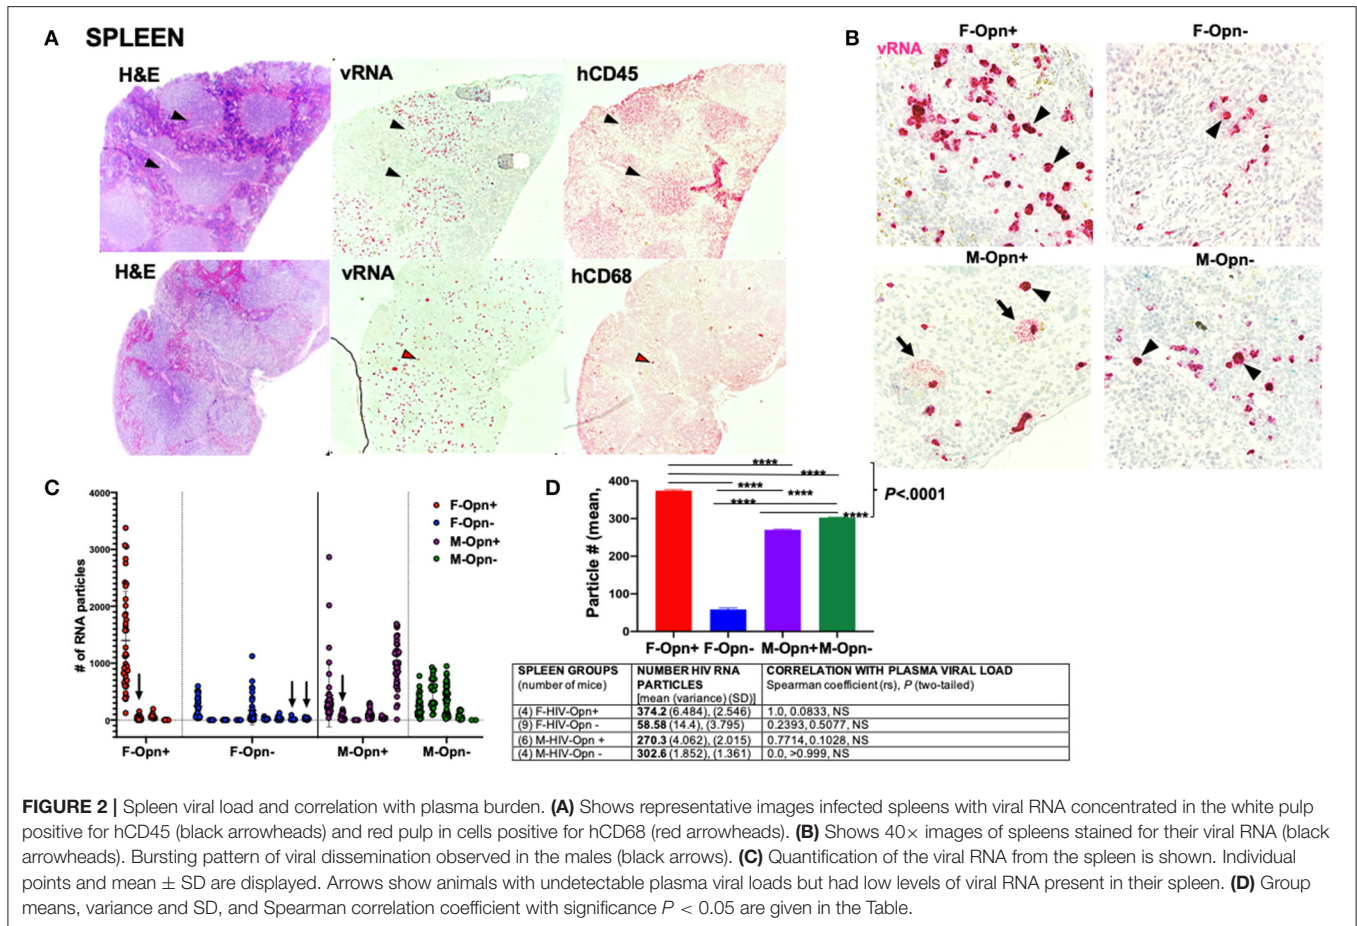 A SPLEEN
H&E
vRNA
hCD45
H&E
vRNA
hCD68
B
F-Opn+
F-Opn-
vRNA
M-Opn+
M-Opn-
C
# of RNA particles
4000
3000
2000
1000
0
F-Opn+
F-Opn-
M-Opn+
M-Opn-
F-Opn+
F-Opn-
M-Opn+
M-Opn-
D
Particle # (mean,
400
300
200
100
0
****
****
****
****
****
****
P<.0001
F-Opn+ F-Opn- M-Opn+ M-Opn-
SPLEEN GROUPS
(number of mice)
NUMBER HIV RNA
PARTICLES
[mean (variance) (SD)]
CORRELATION WITH PLASMA VIRAL LOAD
Spearman coefficient (rs), P (two-tailed)
(4) F-HIV-Opn+ 374.2 (6.484), (2.546) 1.0, 0.0833, NS
(9) F-HIV-Opn - 58.58 (14.4), (3.795) 0.2393, 0.5077, NS
(6) M-HIV-Opn + 270.3 (4.062), (2.015) 0.7714, 0.1028, NS
(4) M-HIV-Opn - 302.6 (1.852), (1.361) 0.0, >0.999, NS
FIGURE 2 | Spleen viral load and correlation with plasma burden. (A) Shows representative images infected spleens with viral RNA concentrated in the white pulp
positive for hCD45 (black arrowheads) and red pulp in cells positive for hCD68 (red arrowheads). (B) Shows 40× images of spleens stained for their viral RNA (black
arrowheads). Bursting pattern of viral dissemination observed in the males (black arrows). (C) Quantification of the viral RNA from the spleen is shown. Individual
points and mean ± SD are displayed. Arrows show animals with undetectable plasma viral loads but had low levels of viral RNA present in their spleen. (D) Group
means, variance and SD, and Spearman correlation coefficient with significance P < 0.05 are given in the Table.